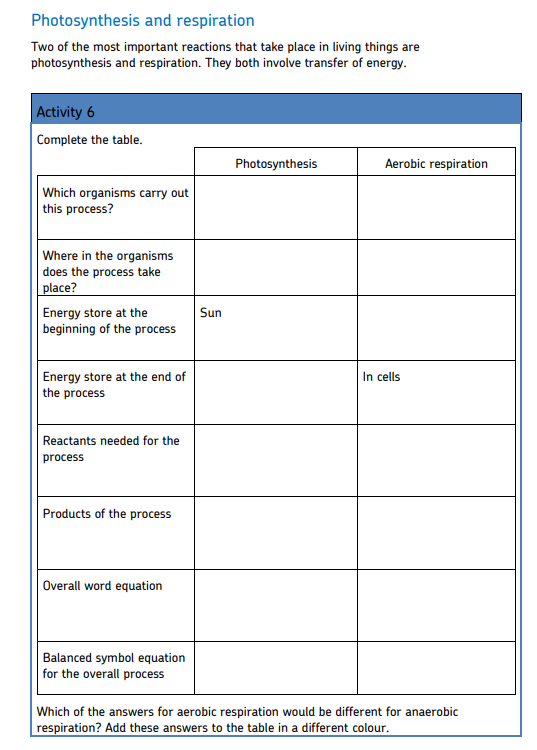 Photosynthesis and respiration
Two of the most important reactions that take place in living things are
photosynthesis and respiration. They both involve transfer of energy.
Activity 6
Complete the table.
Photosynthesis
Aerobic respiration
Which organisms carry out
this process?
Where in the organisms
does the process take
place?
Energy store at the
beginning of the process
Sun
Energy store at the end of
the process
In cells
Reactants needed for the
process
Products of the process
Overall word equation
Balanced symbol equation
for the overall process
Which of the answers for aerobic respiration would be different for anaerobic
respiration? Add these answers to the table in a different colour.